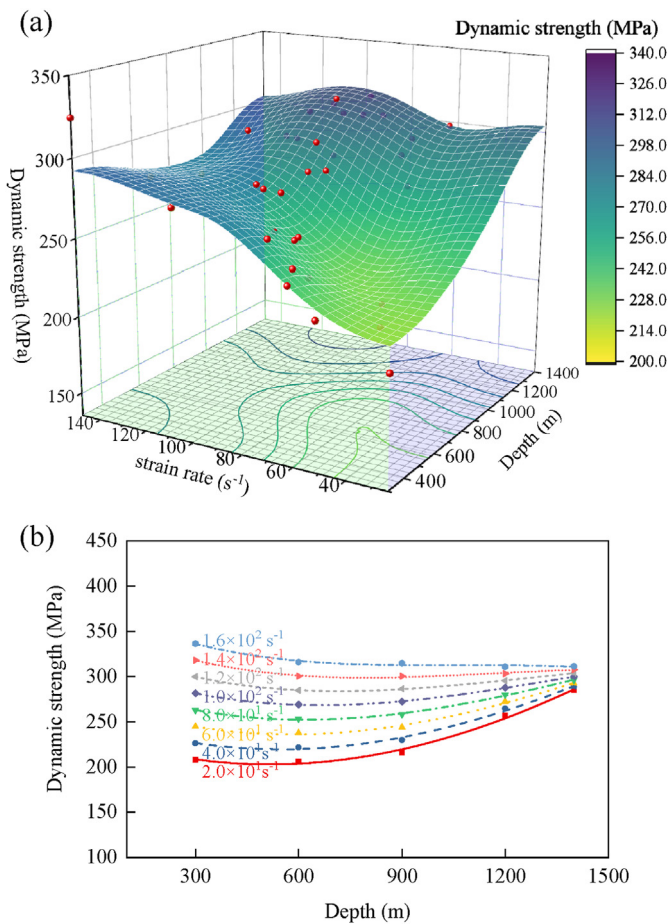 (a)
Dynamic strength (MPa)
340.0
326.0
312.0
298.0
284.0
270.0
256.0
242.0
228.0
214.0
200.0
350
300
250
200
150
Dynamic strength (MPa)
140
120
100
80
60
40
strain rate (s⁻¹)
400
600
800
1000
1200
1400
Depth (m)
(b)
450
400
350
300
250
200
150
100
Dynamic strength (MPa)
1.6×10² s⁻¹
1.4×10² s⁻¹
1.2×10² s⁻¹
1.0×10² s⁻¹
8.0×10¹ s⁻¹
6.0×10¹ s⁻¹
4.0×10¹ s⁻¹
2.0×10¹s⁻¹
300 600 900 1200 1500
Depth (m)